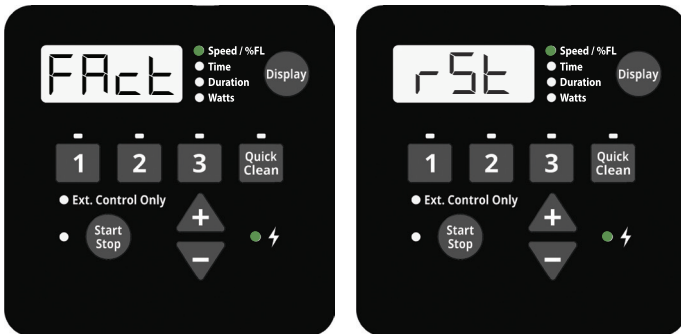 FAct
Speed / %FL
Time
Duration
Watts
Display
1 2 3 Quick Clean
Ext. Control Only
Start Stop
+
−
rSt
Speed / %FL
Time
Duration
Watts
Display
1 2 3 Quick Clean
Ext. Control Only
Start Stop
+
−